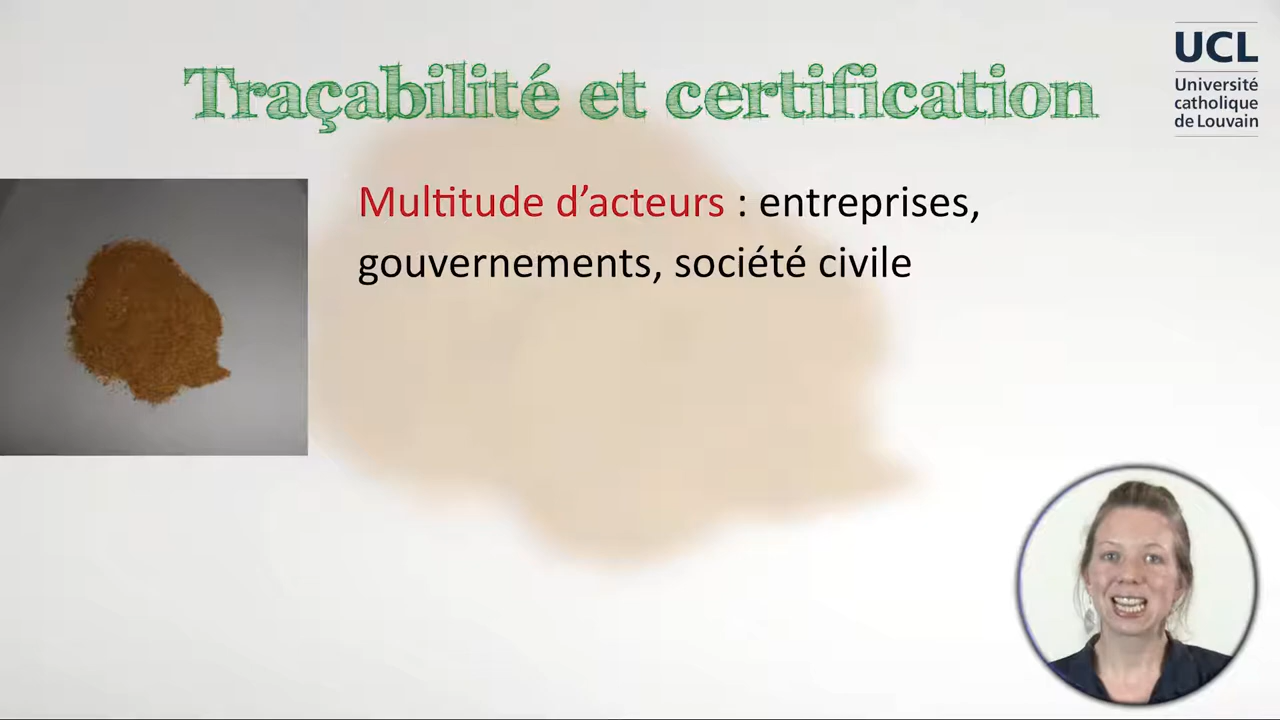 Traçabilité et certification
UCL
Université
catholique
de Louvain
Multitude d’acteurs : entreprises,
gouvernements, société civile